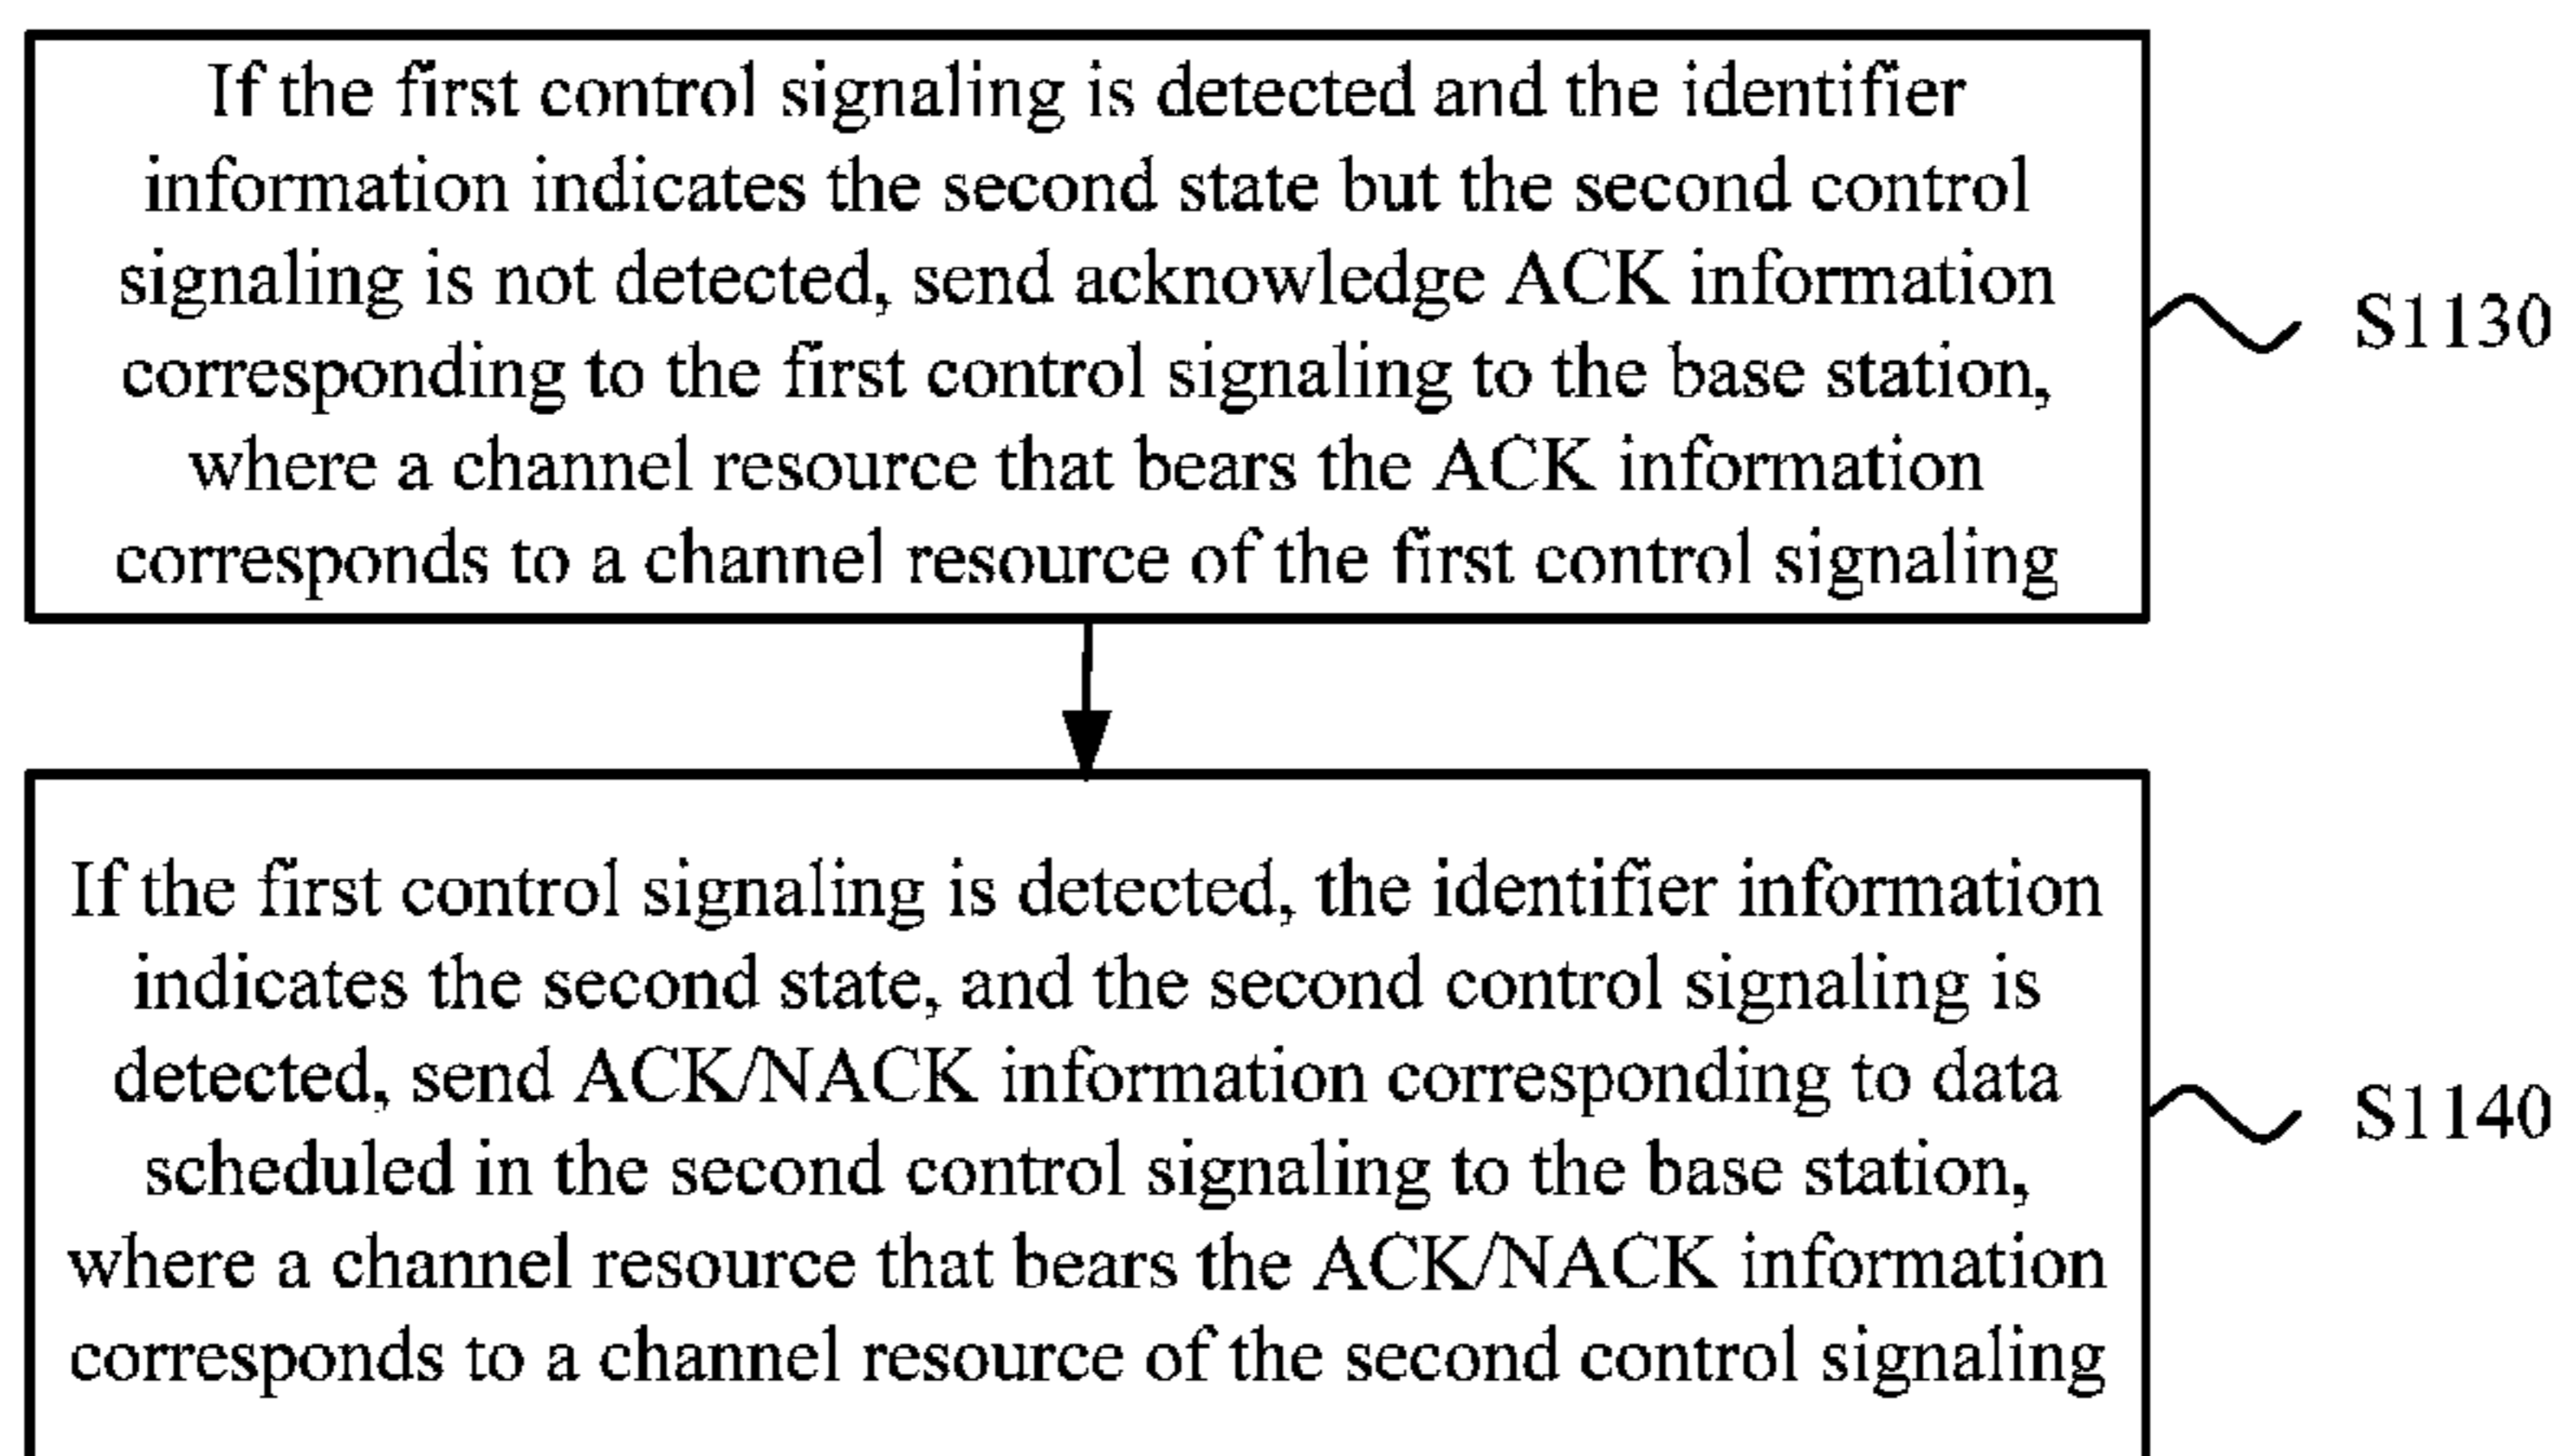 If the first control signaling is detected and the identifier
information indicates the second state but the second control
signaling is not detected, send acknowledge ACK information
corresponding to the first control signaling to the base station,
where a channel resource that bears the ACK information
corresponds to a channel resource of the first control signaling
S1130
If the first control signaling is detected, the identifier information
indicates the second state, and the second control signaling is
detected, send ACK/NACK information corresponding to data
scheduled in the second control signaling to the base station,
where a channel resource that bears the ACK/NACK information
corresponds to a channel resource of the second control signaling
S1140